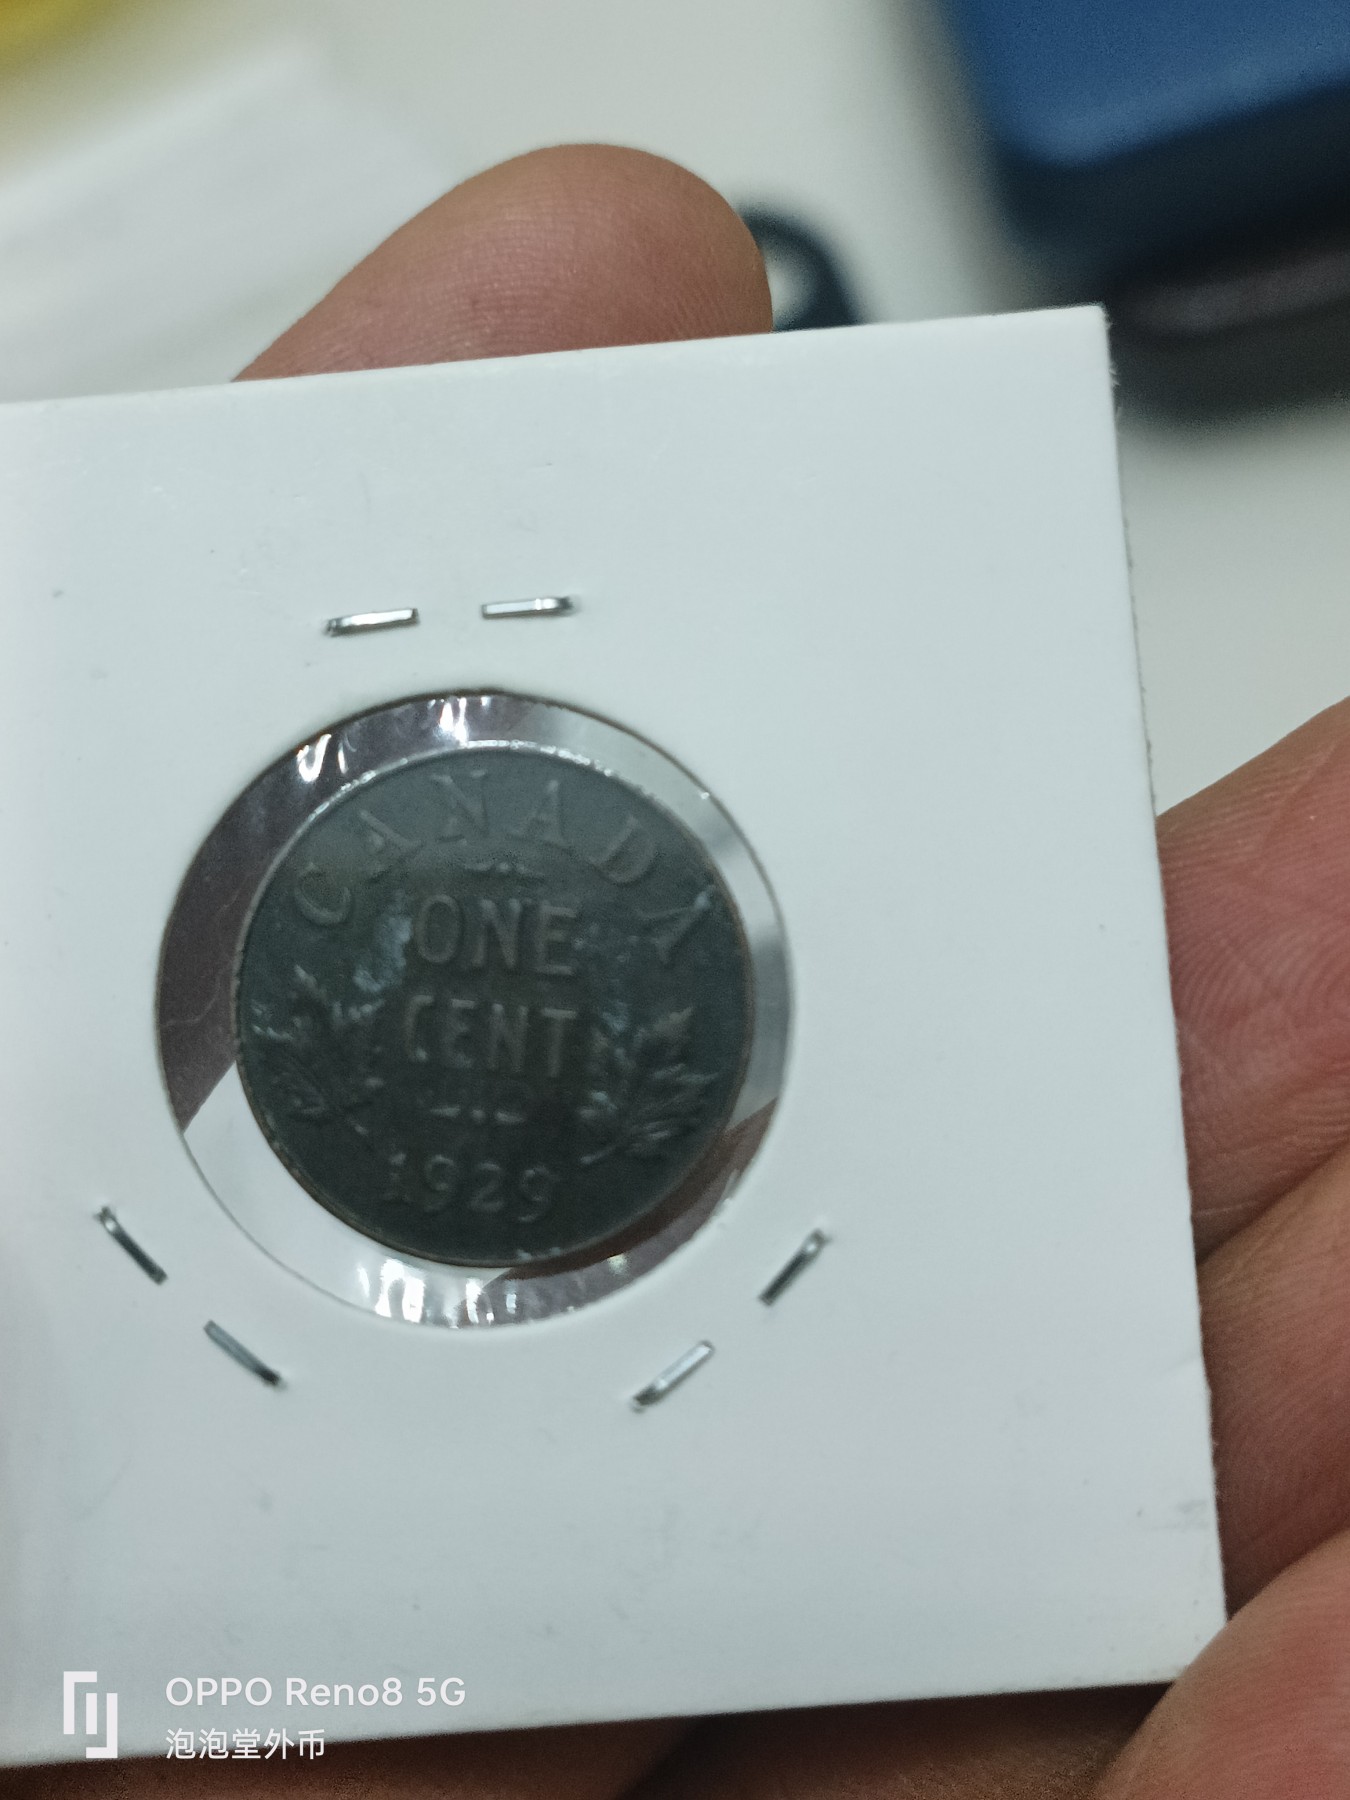 CANADA
ONE
CENT
1929
OPPO Reno8 5G
泡泡堂外币